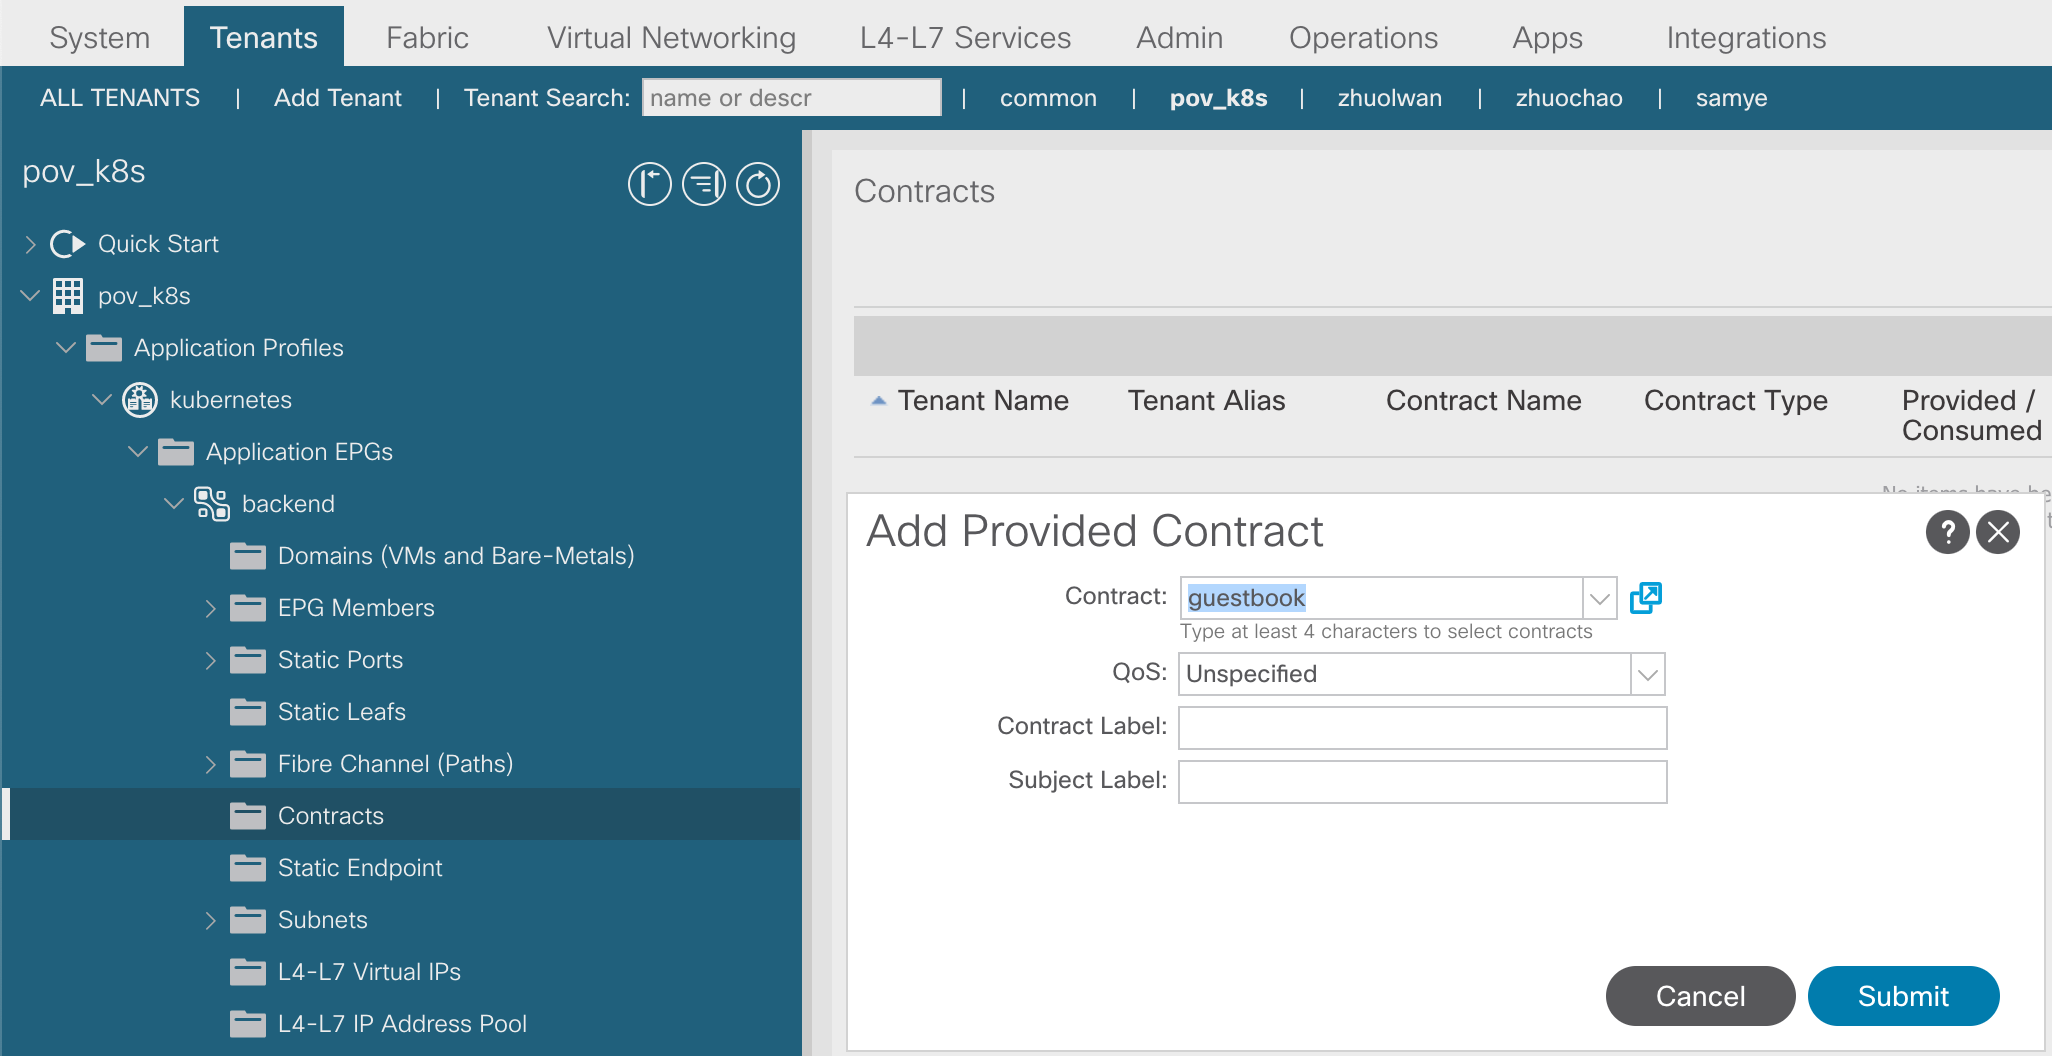 System Tenants Fabric Virtual Networking L4-L7 Services Admin Operations Apps Integrations
ALL TENANTS | Add Tenant | Tenant Search: name or descr | common | pov_k8s | zhuolwan | zhuochao | samye
pov_k8s
Quick Start
pov_k8s
Application Profiles
kubernetes
Application EPGs
backend
Domains (VMs and Bare-Metals)
EPG Members
Static Ports
Static Leafs
Fibre Channel (Paths)
Contracts
Static Endpoint
Subnets
L4-L7 Virtual IPs
L4-L7 IP Address Pool
Contracts
Tenant Name Tenant Alias Contract Name Contract Type Provided /
Consumed
No items have be
Add Provided Contract
?
Contract: guestbook
Type at least 4 characters to select contracts
QoS: Unspecified
Contract Label:
Subject Label:
Cancel Submit